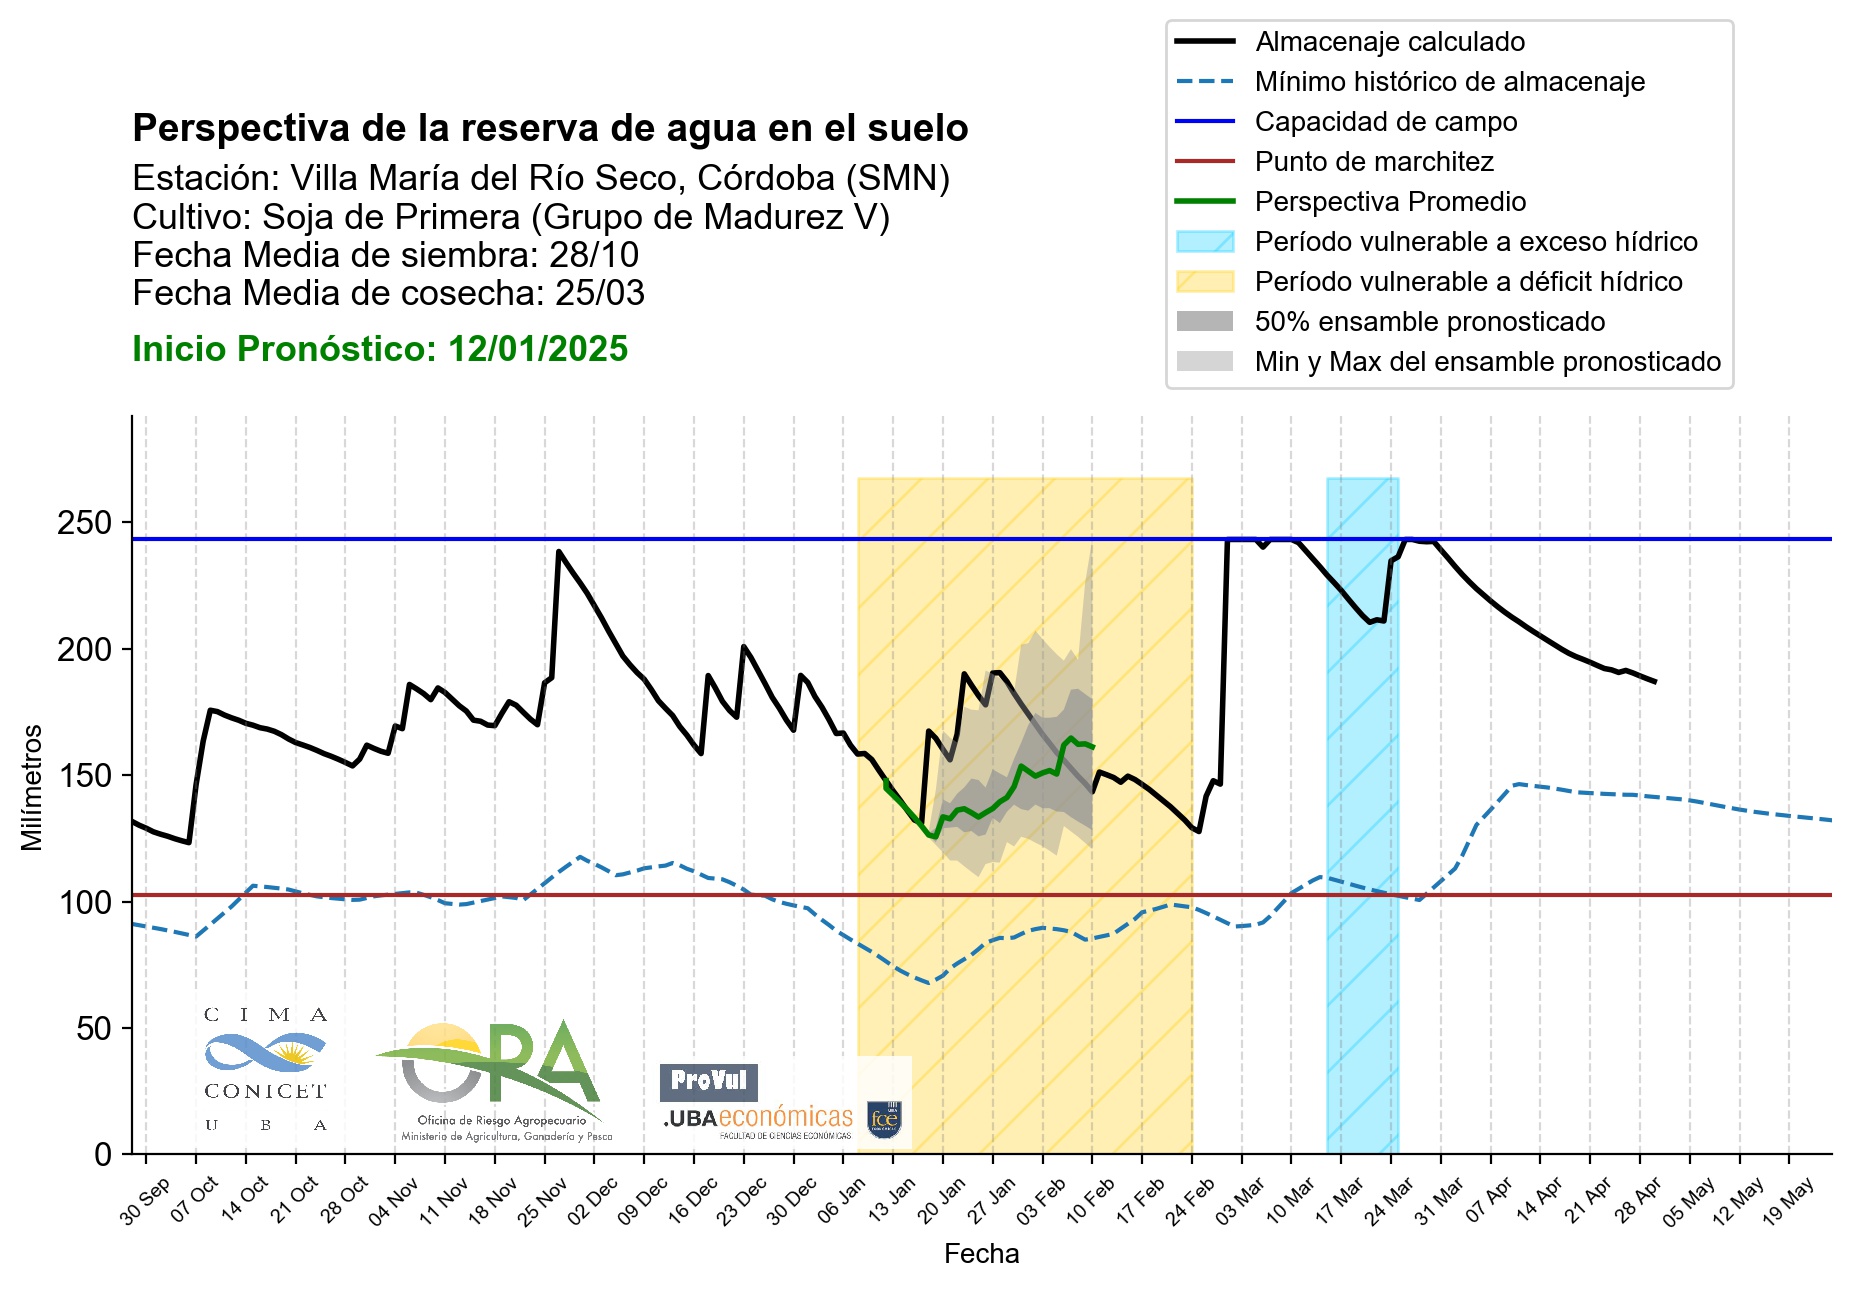 Almacenaje calculado
Mínimo histórico de almacenaje
Capacidad de campo
Punto de marchitez
Perspectiva Promedio
Período vulnerable a exceso hídrico
Período vulnerable a déficit hídrico
50% ensamble pronosticado
Min y Max del ensamble pronosticado
Perspectiva de la reserva de agua en el suelo
Estación: Villa María del Río Seco, Córdoba (SMN)
Cultivo: Soja de Primera (Grupo de Madurez V)
Fecha Media de siembra: 28/10
Fecha Media de cosecha: 25/03
Inicio Pronóstico: 12/01/2025
250
200
150
100
50
0
Milímetros
CIMA
CONICET
UBA
ORA
Oficina de Riesgo Agropecuario
Ministerio de Agricultura, Ganadería y Pesca
ProVul
.UBAeconómicas
FACULTAD DE CIENCIAS ECONÓMICAS
fce
30 Sep
07 Oct
14 Oct
21 Oct
28 Oct
04 Nov
11 Nov
18 Nov
25 Nov
02 Dec
09 Dec
16 Dec
23 Dec
30 Dec
06 Jan
13 Jan
20 Jan
27 Jan
03 Feb
10 Feb
17 Feb
24 Feb
03 Mar
10 Mar
17 Mar
24 Mar
31 Mar
07 Apr
14 Apr
21 Apr
28 Apr
05 May
12 May
19 May
Fecha